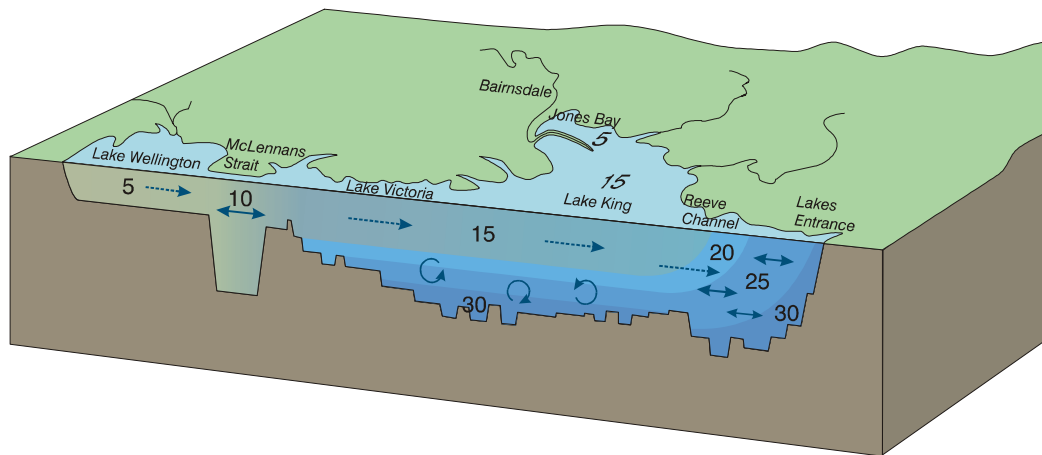 Bairnsdale
Jones Bay
5
McLennans
Strait
Lake Wellington
5
10
Lake Victoria
15
Lake King
Reeve
Channel
Lakes
Entrance
15
20
25
30
30